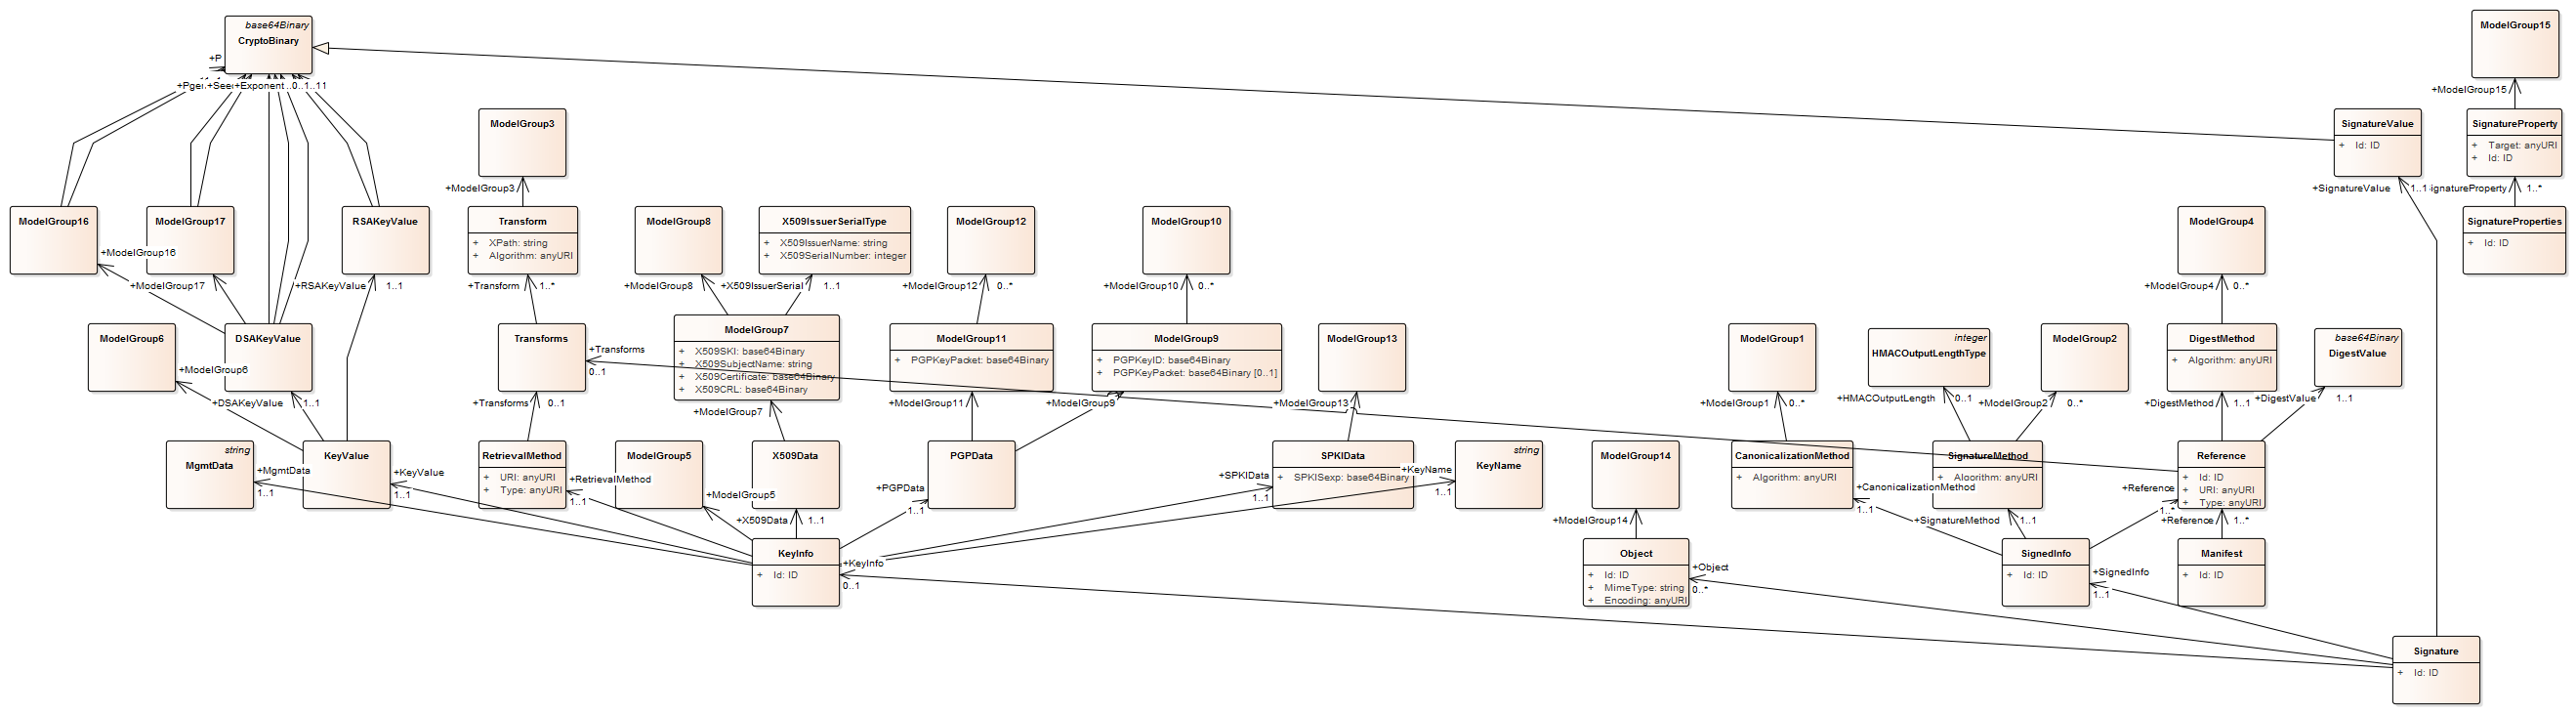 base64Binary
CryptoBinary
+P
+Exponent
0..1
ModelGroup15
+ModelGroup15
ModelGroup3
+ModelGroup3
SignatureValue
+ Id: ID
+SignatureValue
1..1
SignatureProperty
+ Target: anyURI
+ Id: ID
1..*
ModelGroup16
+ModelGroup16
ModelGroup17
+ModelGroup17
RSAKeyValue
+RSAKeyValue
1..1
Transform
+ XPath: string
+ Algorithm: anyURI
+Transform
1..*
ModelGroup8
+ModelGroup8
X509IssuerSerialType
+ X509IssuerName: string
+ X509SerialNumber: integer
+X509IssuerSerial
1..1
ModelGroup12
+ModelGroup12
0..*
ModelGroup10
+ModelGroup10
0..*
ModelGroup4
+ModelGroup4
0..*
SignatureProperties
+ Id: ID
ModelGroup6
+ModelGroup6
DSAKeyValue
+DSAKeyValue
1..1
Transforms
+Transforms
0..1
+Transforms
0..1
ModelGroup7
+ X509SKI: base64Binary
+ X509SubjectName: string
+ X509Certificate: base64Binary
+ X509CRL: base64Binary
+ModelGroup7
ModelGroup11
+ PGPKeyPacket: base64Binary
+ModelGroup11
ModelGroup9
+ PGPKeyID: base64Binary
+ PGPKeyPacket: base64Binary [0..1]
+ModelGroup9
ModelGroup13
+ModelGroup13
ModelGroup1
+ModelGroup1
0..*
integer
HMACOutputLengthType
+HMACOutputLength
0..1
ModelGroup2
+ModelGroup2
0..*
DigestMethod
+ Algorithm: anyURI
+DigestMethod
1..1
base64Binary
DigestValue
+DigestValue
1..1
string
MgmtData
+MgmtData
1..1
KeyValue
+KeyValue
1..1
RetrievalMethod
+ URI: anyURI
+ Type: anyURI
+RetrievalMethod
1..1
ModelGroup5
+ModelGroup5
X509Data
+X509Data
1..1
PGPData
+PGPData
1..1
SPKIData
+ SPKISexp: base64Binary
+SPKIData
1..1
string
KeyName
+KeyName
1..1
ModelGroup14
+ModelGroup14
CanonicalizationMethod
+ Algorithm: anyURI
+CanonicalizationMethod
1..1
SignatureMethod
+ Algorithm: anyURI
+SignatureMethod
1..1
Reference
+ Id: ID
+ URI: anyURI
+ Type: anyURI
+Reference
1..*
+Reference
1..*
KeyInfo
+ Id: ID
+KeyInfo
0..1
Object
+ Id: ID
+ MimeType: string
+ Encoding: anyURI
+Object
0..*
SignedInfo
+ Id: ID
+SignedInfo
1..1
Manifest
+ Id: ID
Signature
+ Id: ID